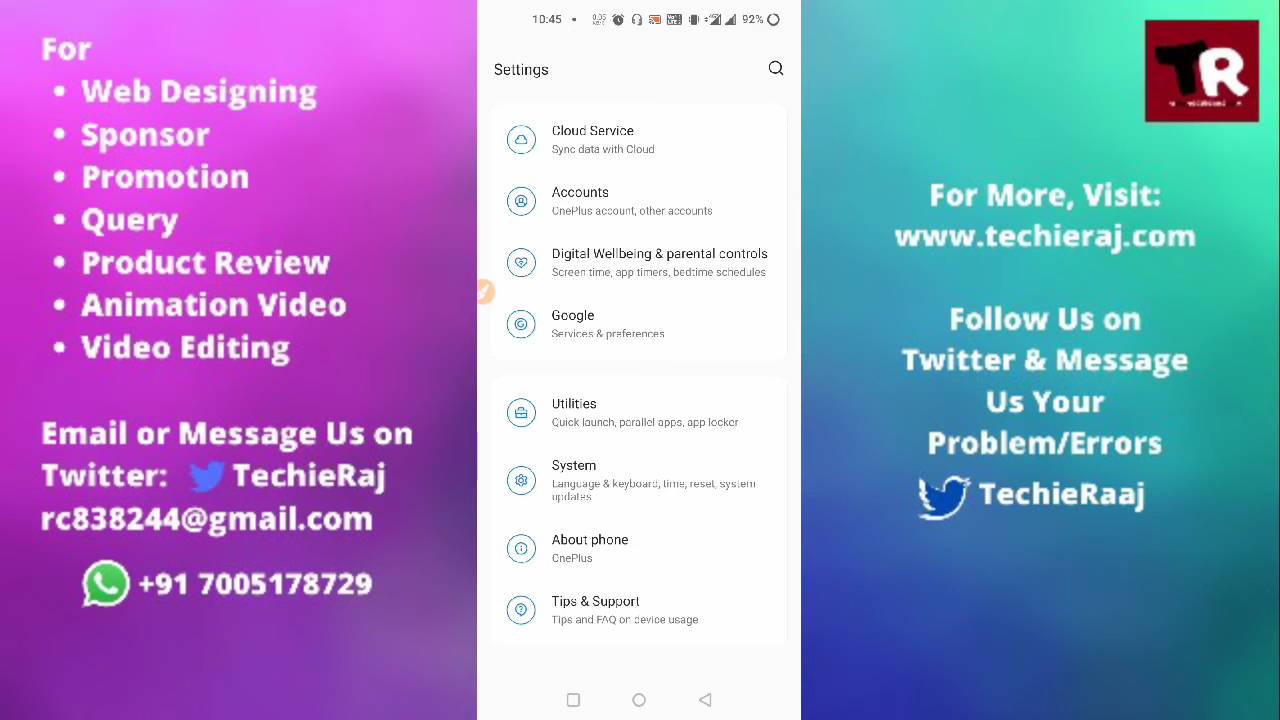 For
• Web Designing
• Sponsor
• Promotion
• Query
• Product Review
• Animation Video
• Video Editing
Email or Message Us on
Twitter: TechieRaj
rc838244@gmail.com
+91 7005178729
10:45 • 92%
Settings
Cloud Service
Sync data with Cloud
Accounts
OnePlus account, other accounts
Digital Wellbeing & parental controls
Screen time, app timers, bedtime schedules
Google
Services & preferences
Utilities
Quick launch, parallel apps, app locker
System
Language & keyboard, time, reset, system
updates
About phone
OnePlus
Tips & Support
Tips and FAQ on device usage
TR
For More, Visit:
www.techieraj.com
Follow Us on
Twitter & Message
Us Your
Problem/Errors
TechieRaaj